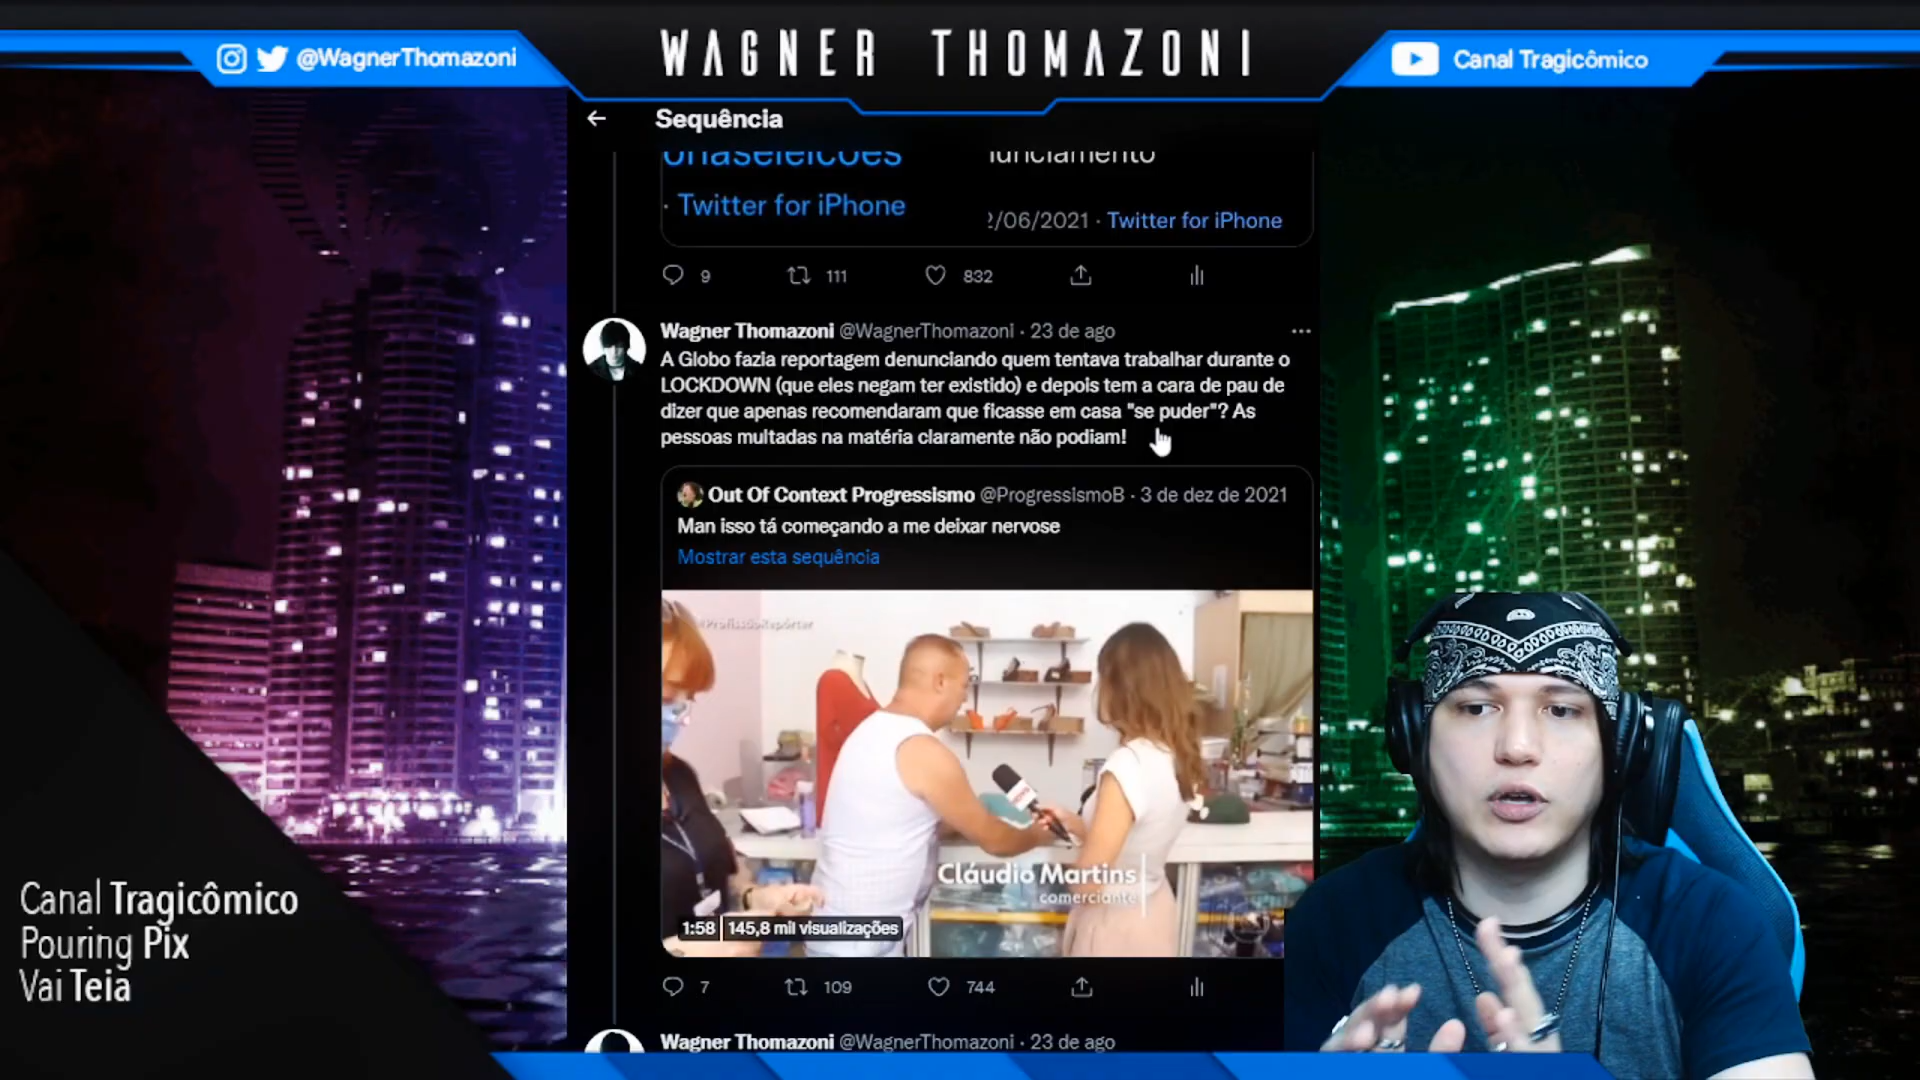 @WagnerThomazoni
WAGNER THOMAZONI
Canal Tragicômico
Sequência
Twitter for iPhone
2/06/2021 · Twitter for iPhone
9 111 832
Wagner Thomazoni @WagnerThomazoni · 23 de ago
A Globo fazia reportagem denunciando quem tentava trabalhar durante o
LOCKDOWN (que eles negam ter existido) e depois tem a cara de pau de
dizer que apenas recomendaram que ficasse em casa "se puder"? As
pessoas multadas na matéria claramente não podiam!
Out Of Context Progressismo @ProgressismoB · 3 de dez de 2021
Man isso tá começando a me deixar nervose
Mostrar esta sequência
#ProfissãoRepórter
Cláudio Martins
comerciante
1:58 145,8 mil visualizações
7 109 744
Wagner Thomazoni @WagnerThomazoni · 23 de ago
Canal Tragicômico
Pouring Pix
Vai Teia